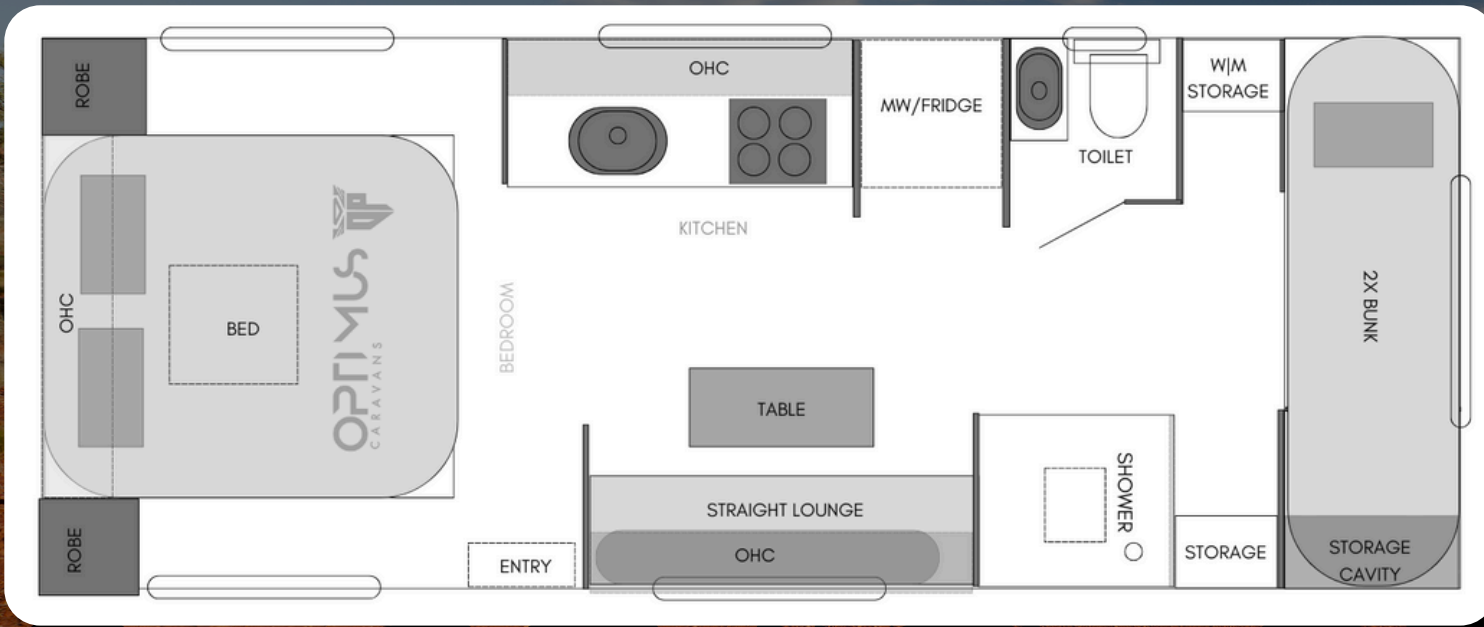 ROBE
OHC
BED
OPTIMUS
CARAVANS
ROBE
BEDROOM
ENTRY
OHC
KITCHEN
TABLE
STRAIGHT LOUNGE
OHC
MW/FRIDGE
TOILET
W|M
STORAGE
SHOWER
STORAGE
2X BUNK
STORAGE
CAVITY